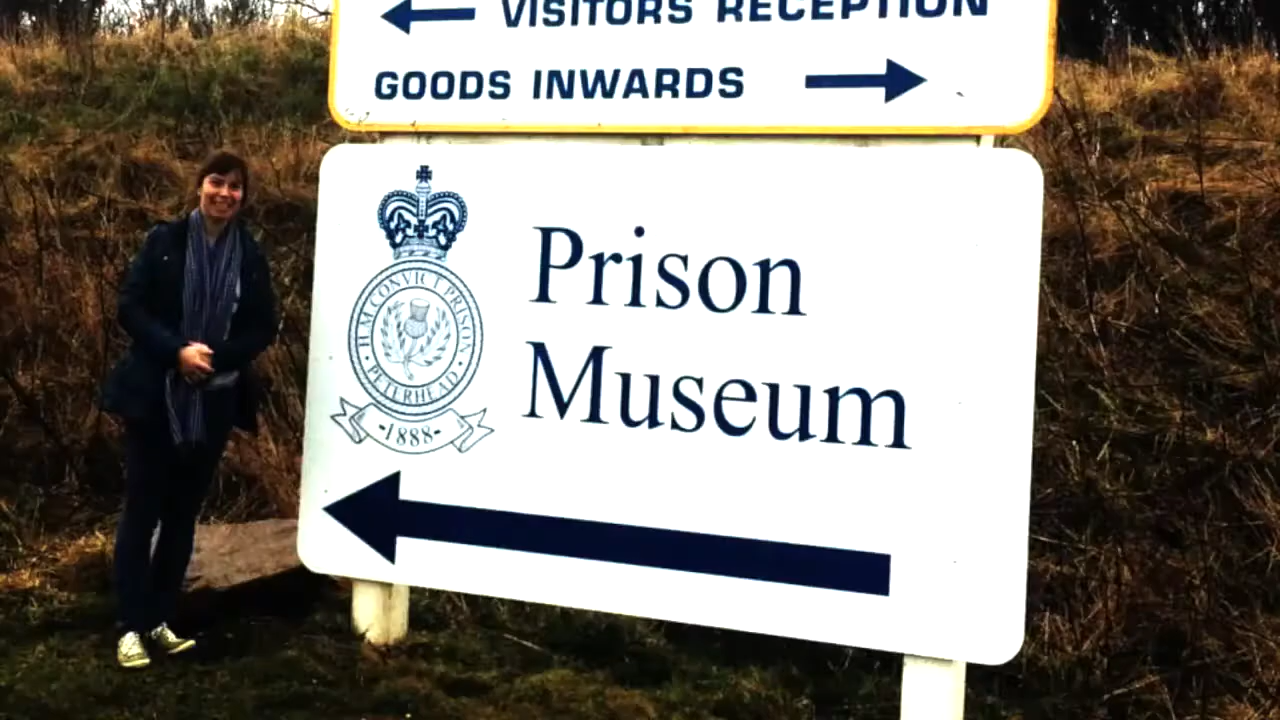 VISITORS RECEPTION
GOODS INWARDS
Prison
Museum
H.M. CONVICT PRISON
· PETERHEAD ·
-1888-